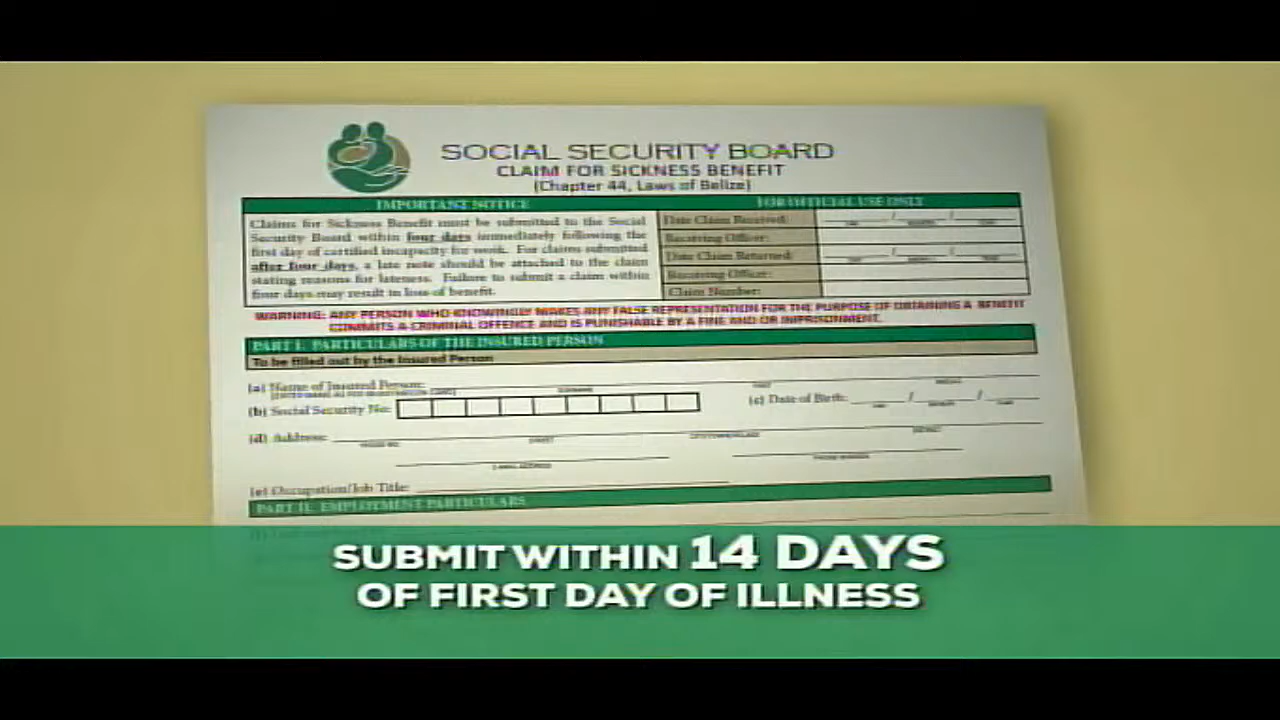 SOCIAL SECURITY BOARD
CLAIM FOR SICKNESS BENEFIT
(Chapter 44, Laws of Belize)
IMPORTANT NOTICE
Claims for Sickness Benefit must be submitted to the Social
Security Board within four days immediately following the
first day of certified incapacity for work. For claims submitted
after four days, a late note should be attached to the claim
stating reasons for lateness. Failure to submit a claim within
four days may result in loss of benefit.
FOR OFFICIAL USE ONLY
Date Claim Received:
Receiving Officer:
Date Claim Returned:
Receiving Officer:
Claim Number:
WARNING: ANY PERSON WHO KNOWINGLY MAKES ANY FALSE REPRESENTATION FOR THE PURPOSE OF OBTAINING A BENEFIT
COMMITS A CRIMINAL OFFENCE AND IS PUNISHABLE BY A FINE AND OR IMPRISONMENT.
PART I: PARTICULARS OF THE INSURED PERSON
To be filled out by the Insured Person
(a) Name of Insured Person:
(b) Social Security No:
(c) Date of Birth:
(d) Address:
E-MAIL ADDRESS
PHONE NUMBER
(e) Occupation/Job Title:
PART II: EMPLOYMENT PARTICULARS
SUBMIT WITHIN 14 DAYS
OF FIRST DAY OF ILLNESS